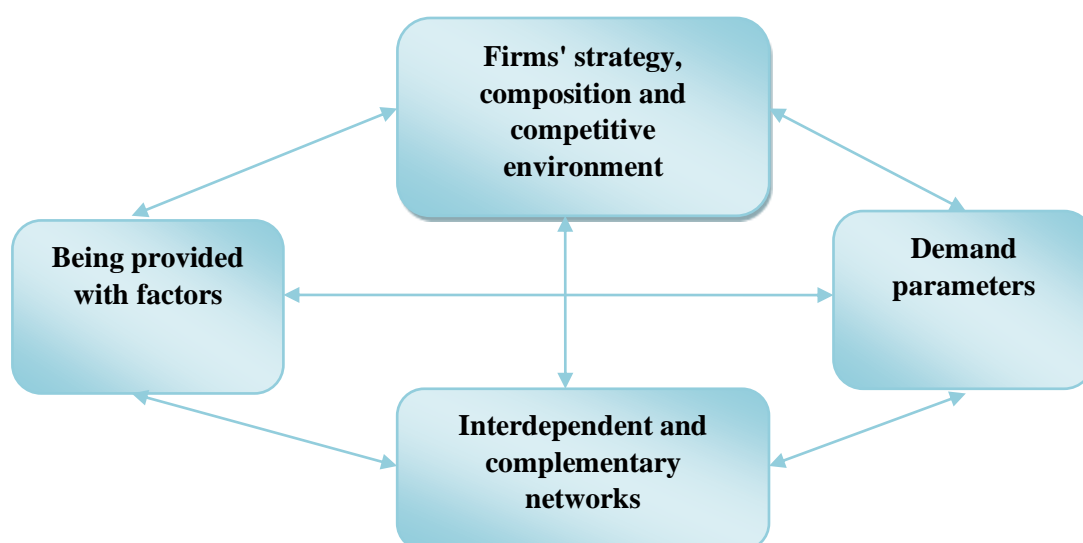 Firms' strategy,
composition and
competitive
environment
Being provided
with factors
Demand
parameters
Interdependent and
complementary
networks